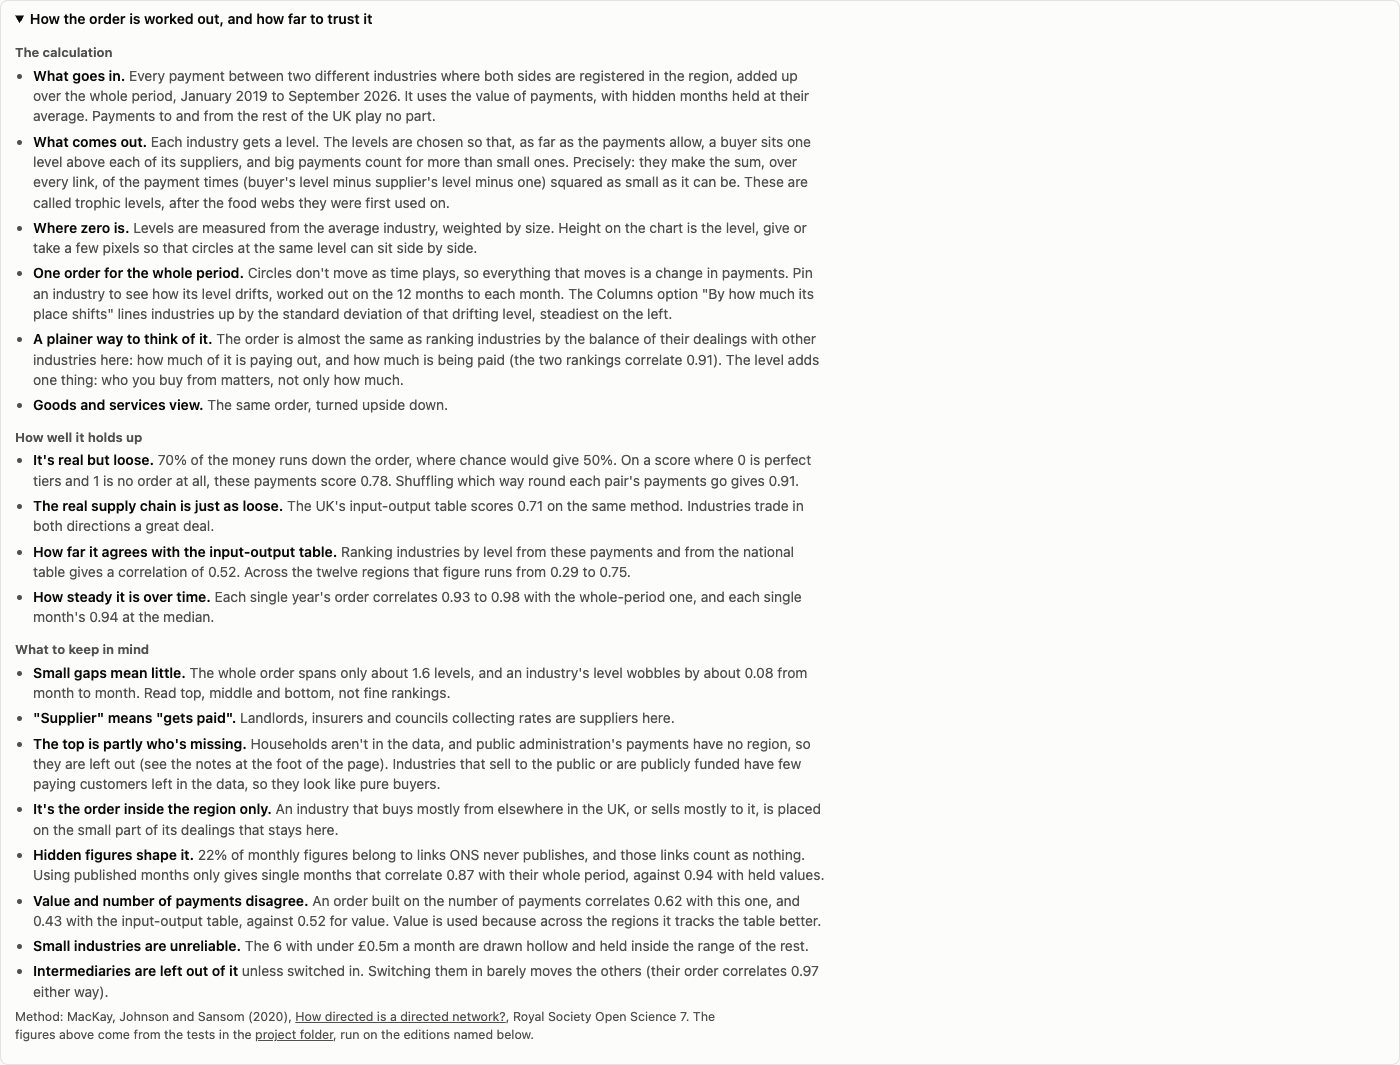 ▼ How the order is worked out, and how far to trust it
The calculation
• What goes in. Every payment between two different industries where both sides are registered in the region, added up
over the whole period, January 2019 to September 2026. It uses the value of payments, with hidden months held at their
average. Payments to and from the rest of the UK play no part.
• What comes out. Each industry gets a level. The levels are chosen so that, as far as the payments allow, a buyer sits one
level above each of its suppliers, and big payments count for more than small ones. Precisely: they make the sum, over
every link, of the payment times (buyer's level minus supplier's level minus one) squared as small as it can be. These are
called trophic levels, after the food webs they were first used on.
• Where zero is. Levels are measured from the average industry, weighted by size. Height on the chart is the level, give or
take a few pixels so that circles at the same level can sit side by side.
• One order for the whole period. Circles don't move as time plays, so everything that moves is a change in payments. Pin
an industry to see how its level drifts, worked out on the 12 months to each month. The Columns option "By how much its
place shifts" lines industries up by the standard deviation of that drifting level, steadiest on the left.
• A plainer way to think of it. The order is almost the same as ranking industries by the balance of their dealings with other
industries here: how much of it is paying out, and how much is being paid (the two rankings correlate 0.91). The level adds
one thing: who you buy from matters, not only how much.
• Goods and services view. The same order, turned upside down.
How well it holds up
• It's real but loose. 70% of the money runs down the order, where chance would give 50%. On a score where 0 is perfect
tiers and 1 is no order at all, these payments score 0.78. Shuffling which way round each pair's payments go gives 0.91.
• The real supply chain is just as loose. The UK's input-output table scores 0.71 on the same method. Industries trade in
both directions a great deal.
• How far it agrees with the input-output table. Ranking industries by level from these payments and from the national
table gives a correlation of 0.52. Across the twelve regions that figure runs from 0.29 to 0.75.
• How steady it is over time. Each single year's order correlates 0.93 to 0.98 with the whole-period one, and each single
month's 0.94 at the median.
What to keep in mind
• Small gaps mean little. The whole order spans only about 1.6 levels, and an industry's level wobbles by about 0.08 from
month to month. Read top, middle and bottom, not fine rankings.
• "Supplier" means "gets paid". Landlords, insurers and councils collecting rates are suppliers here.
• The top is partly who's missing. Households aren't in the data, and public administration's payments have no region, so
they are left out (see the notes at the foot of the page). Industries that sell to the public or are publicly funded have few
paying customers left in the data, so they look like pure buyers.
• It's the order inside the region only. An industry that buys mostly from elsewhere in the UK, or sells mostly to it, is placed
on the small part of its dealings that stays here.
• Hidden figures shape it. 22% of monthly figures belong to links ONS never publishes, and those links count as nothing.
Using published months only gives single months that correlate 0.87 with their whole period, against 0.94 with held values.
• Value and number of payments disagree. An order built on the number of payments correlates 0.62 with this one, and
0.43 with the input-output table, against 0.52 for value. Value is used because across the regions it tracks the table better.
• Small industries are unreliable. The 6 with under £0.5m a month are drawn hollow and held inside the range of the rest.
• Intermediaries are left out of it unless switched in. Switching them in barely moves the others (their order correlates 0.97
either way).
Method: MacKay, Johnson and Sansom (2020), How directed is a directed network?, Royal Society Open Science 7. The
figures above come from the tests in the project folder, run on the editions named below.